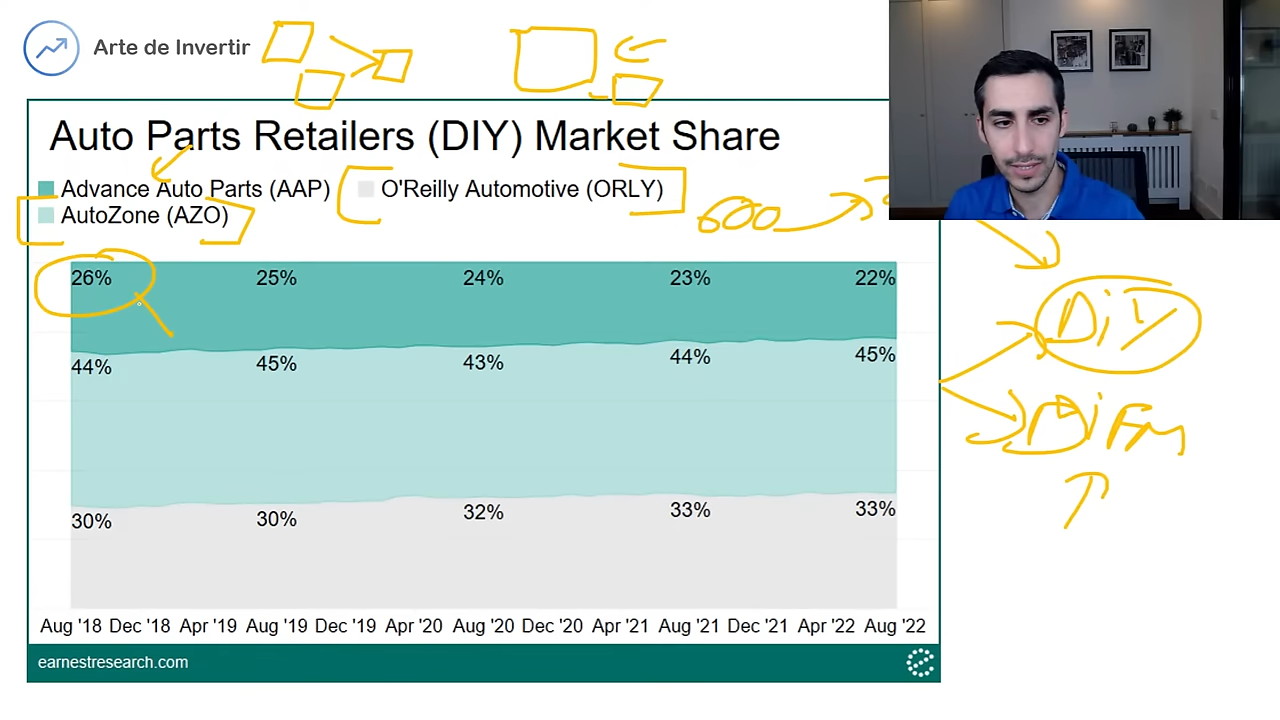 Arte de Invertir
Auto Parts Retailers (DIY) Market Share
Advance Auto Parts (AAP) O'Reilly Automotive (ORLY)
AutoZone (AZO)
600
26% 25% 24% 23% 22%
44% 45% 43% 44% 45%
30% 30% 32% 33% 33%
DiY
DiFM
Aug '18 Dec '18 Apr '19 Aug '19 Dec '19 Apr '20 Aug '20 Dec '20 Apr '21 Aug '21 Dec '21 Apr '22 Aug '22
earnestresearch.com